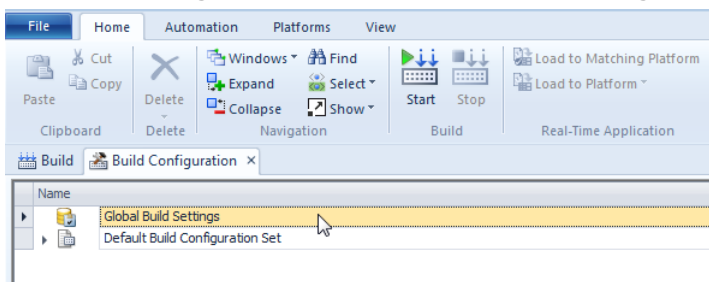 File Home Automation Platforms View
Cut
Copy
Paste
Clipboard
Delete
Delete
Windows
Expand
Collapse
Find
Select
Show
Navigation
Start
Stop
Build
Load to Matching Platform
Load to Platform
Real-Time Application
Build
Build Configuration ×
Name
Global Build Settings
Default Build Configuration Set